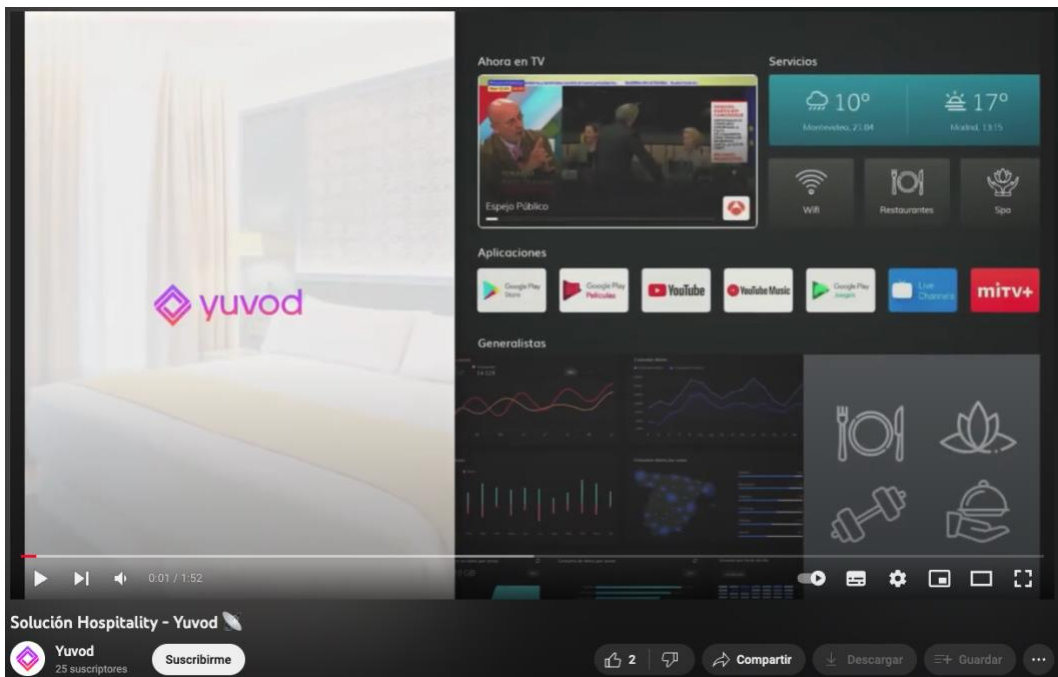 Ahora en TV
Servicios
10°
Montevideo, 21:04
17°
Madrid, 13:15
Espejo Público
Wifi
Restaurantes
Spa
Aplicaciones
Google Play
Store
Google Play
Películas
YouTube
YouTube Music
Google Play
Juegos
Live
Channels
miTV+
yuvod
Generalistas
0:01 / 1:52
Solución Hospitality - Yuvod
Yuvod
25 suscriptores
Suscribirme
2
Compartir
Descargar
Guardar